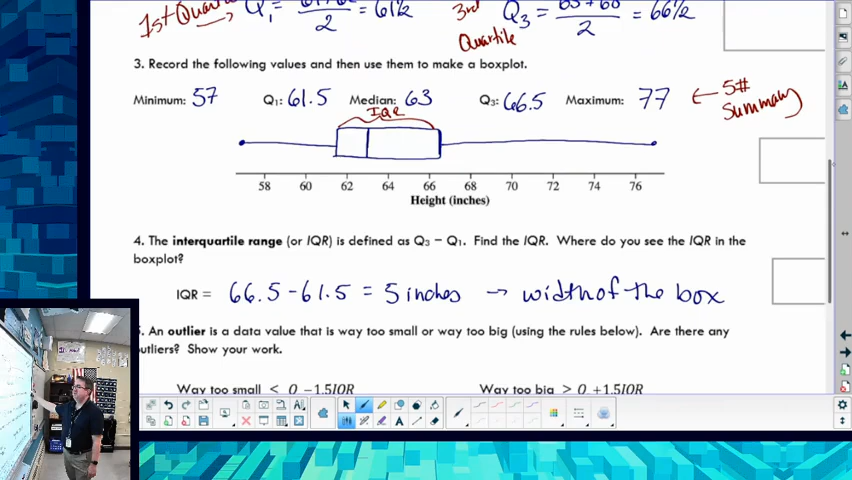 1st Quartile Q₁ = = 61½ 3rd Quartile Q₃ = 65+68/2 = 66½
2
3. Record the following values and then use them to make a boxplot.
Minimum: 57 Q₁: 61.5 Median: 63 Q₃: 66.5 Maximum: 77 ← 5# Summary
IQR
58 60 62 64 66 68 70 72 74 76
Height (inches)
4. The interquartile range (or IQR) is defined as Q₃ – Q₁. Find the IQR. Where do you see the IQR in the
boxplot?
IQR = 66.5 - 61.5 = 5 inches → width of the box
An outlier is a data value that is way too small or way too big (using the rules below). Are there any
outliers? Show your work.
Way too small < Q –1.5IQR Way too big > Q +1.5IQR